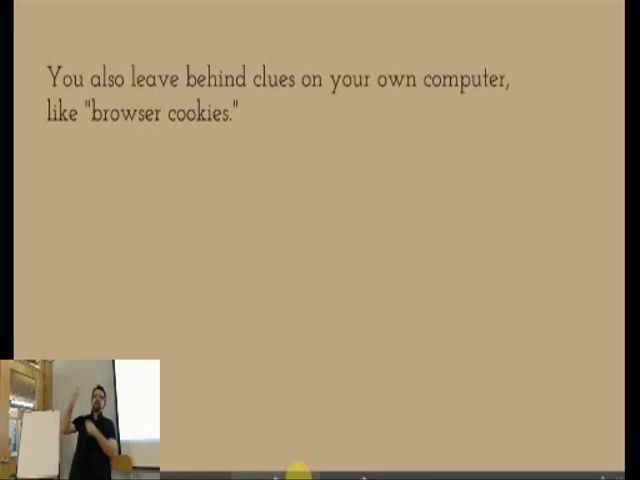 You also leave behind clues on your own computer,
like "browser cookies."